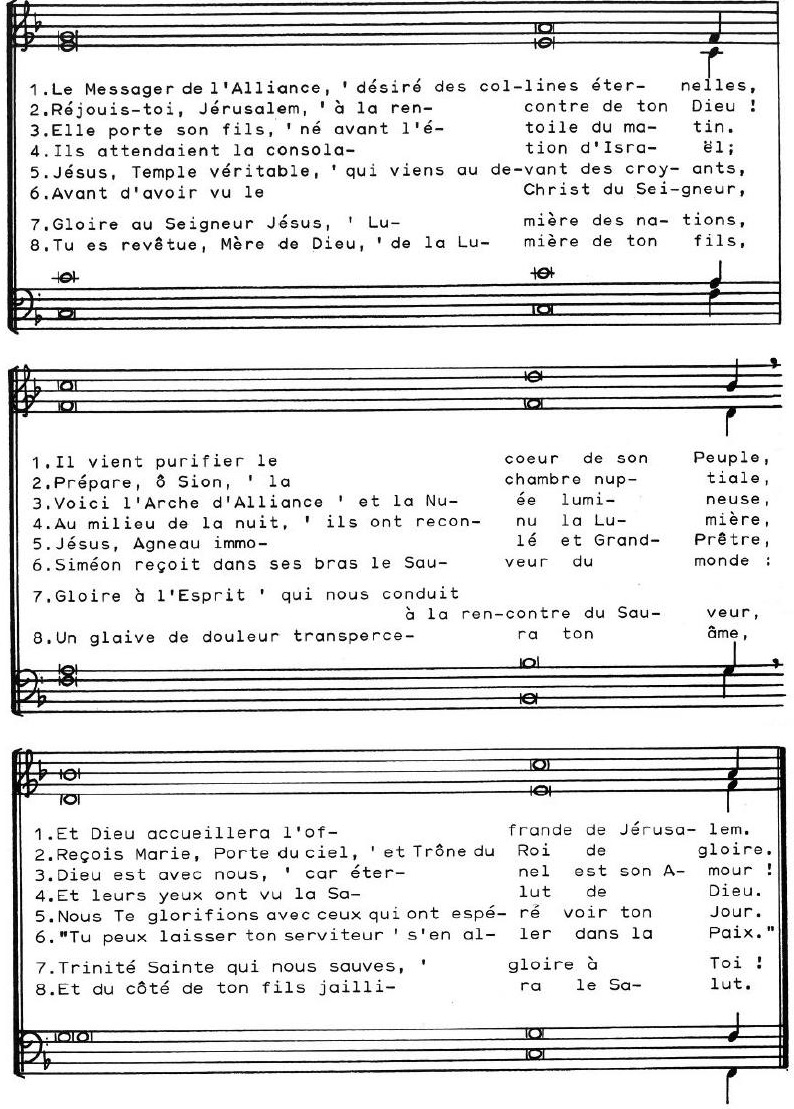 1.Le Messager de l'Alliance, ' désiré des col-lines éter- nelles,
2.Réjouis-toi, Jérusalem, ' à la ren- contre de ton Dieu !
3.Elle porte son fils, ' né avant l'é- toile du ma- tin.
4.Ils attendaient la consola- tion d'Isra- ël;
5.Jésus, Temple véritable, ' qui viens au de-vant des croy- ants,
6.Avant d'avoir vu le Christ du Sei-gneur,
7.Gloire au Seigneur Jésus, ' Lu- mière des na- tions,
8.Tu es revêtue, Mère de Dieu, ' de la Lu- mière de ton fils,
1.Il vient purifier le coeur de son Peuple,
2.Prépare, ô Sion, ' la chambre nup- tiale,
3.Voici l'Arche d'Alliance ' et la Nu- ée lumi- neuse,
4.Au milieu de la nuit, ' ils ont recon- nu la Lu- mière,
5.Jésus, Agneau immo- lé et Grand- Prêtre,
6.Siméon reçoit dans ses bras le Sau- veur du monde :
7.Gloire à l'Esprit ' qui nous conduit
à la ren-contre du Sau- veur,
8.Un glaive de douleur transperce- ra ton âme,
1.Et Dieu accueillera l'of- frande de Jérusa- lem.
2.Reçois Marie, Porte du ciel, ' et Trône du Roi de gloire.
3.Dieu est avec nous, ' car éter- nel est son A- mour !
4.Et leurs yeux ont vu la Sa- lut de Dieu.
5.Nous Te glorifions avec ceux qui ont espé- ré voir ton Jour.
6."Tu peux laisser ton serviteur ' s'en al- ler dans la Paix."
7.Trinité Sainte qui nous sauves, ' gloire à Toi !
8.Et du côté de ton fils jailli- ra le Sa- lut.